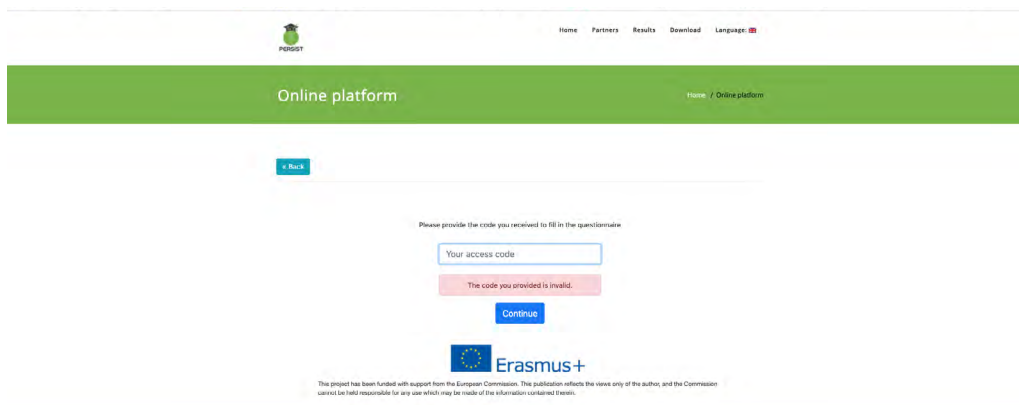 PERSIST
Home Partners Results Download Language:
Online platform
Home / Online platform
« Back
Please provide the code you received to fill in the questionnaire
Your access code
The code you provided is invalid.
Continue
Erasmus+
This project has been funded with support from the European Commission. This publication reflects the views only of the author, and the Commission
cannot be held responsible for any use which may be made of the information contained therein.